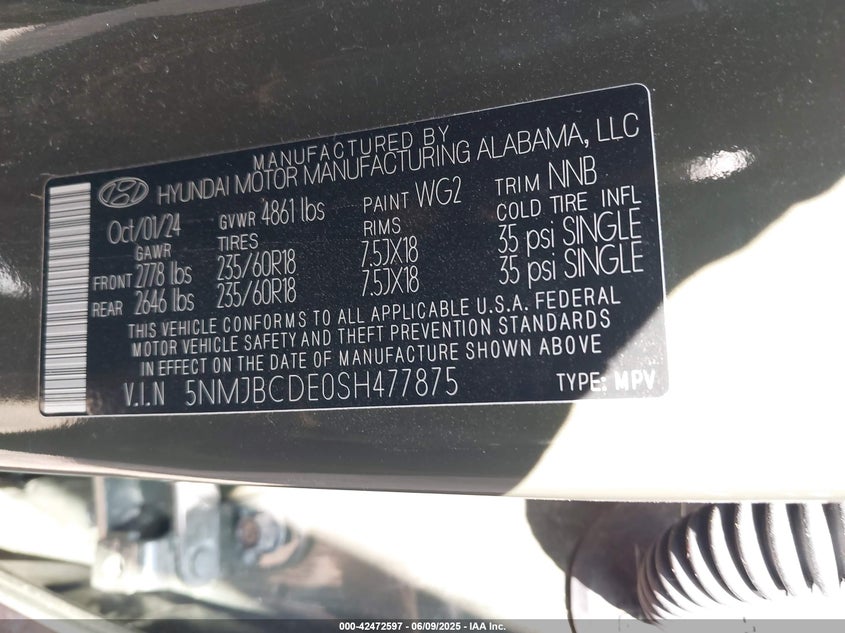 MANUFACTURED BY
HYUNDAI MOTOR MANUFACTURING ALABAMA, LLC
Oct/01/24 GVWR 4861 lbs PAINT WG2 TRIM NNB
GAWR TIRES RIMS COLD TIRE INFL
FRONT 2778 lbs 235/60R18 7.5JX18 35 psi SINGLE
REAR 2646 lbs 235/60R18 7.5JX18 35 psi SINGLE
THIS VEHICLE CONFORMS TO ALL APPLICABLE U.S.A. FEDERAL
MOTOR VEHICLE SAFETY AND THEFT PREVENTION STANDARDS
IN EFFECT ON THE DATE OF MANUFACTURE SHOWN ABOVE
V.I.N 5NMJBCDE0SH477875 TYPE: MPV
000-42472597 - 06/09/2025 - IAA Inc.